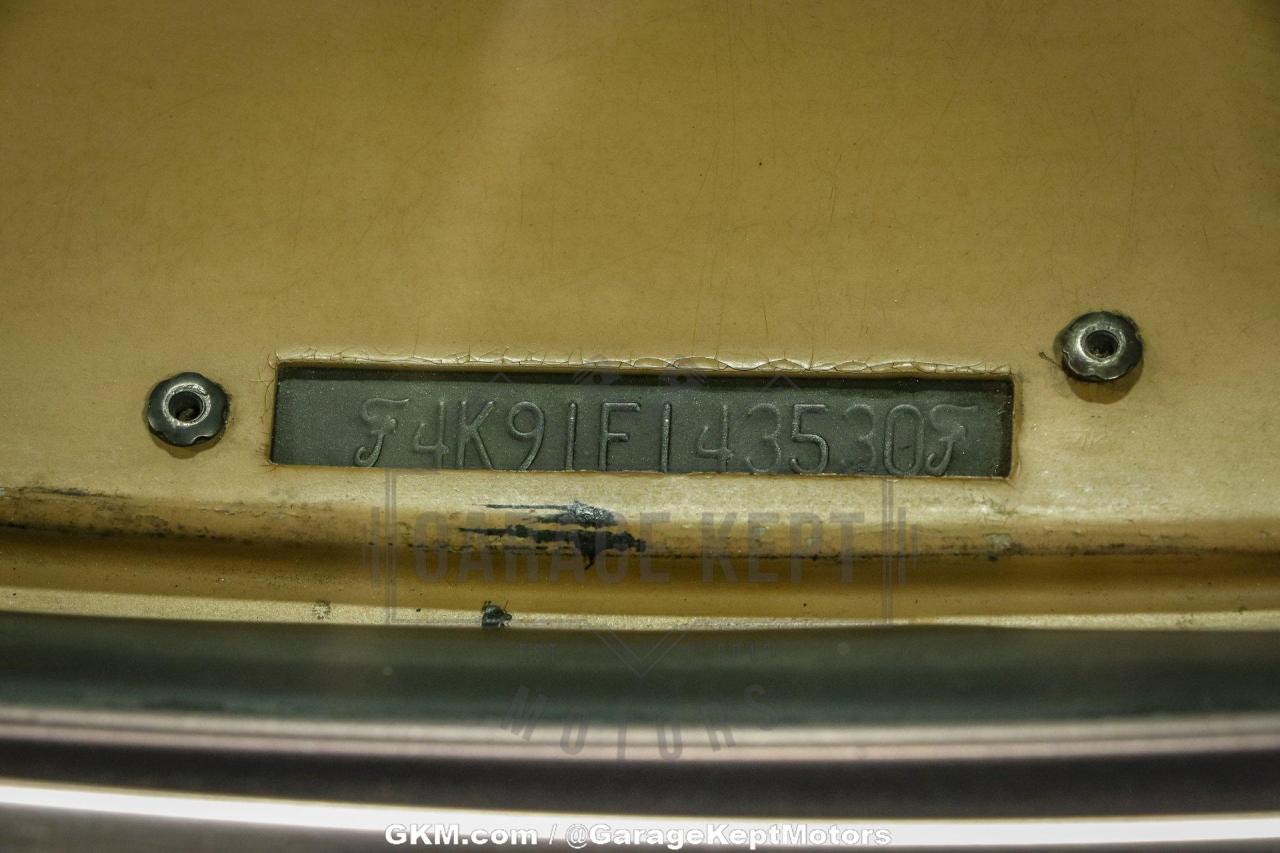 F4K91F143530F
GARAGE KEPT
MOTORS
GKM.com / @GarageKeptMotors